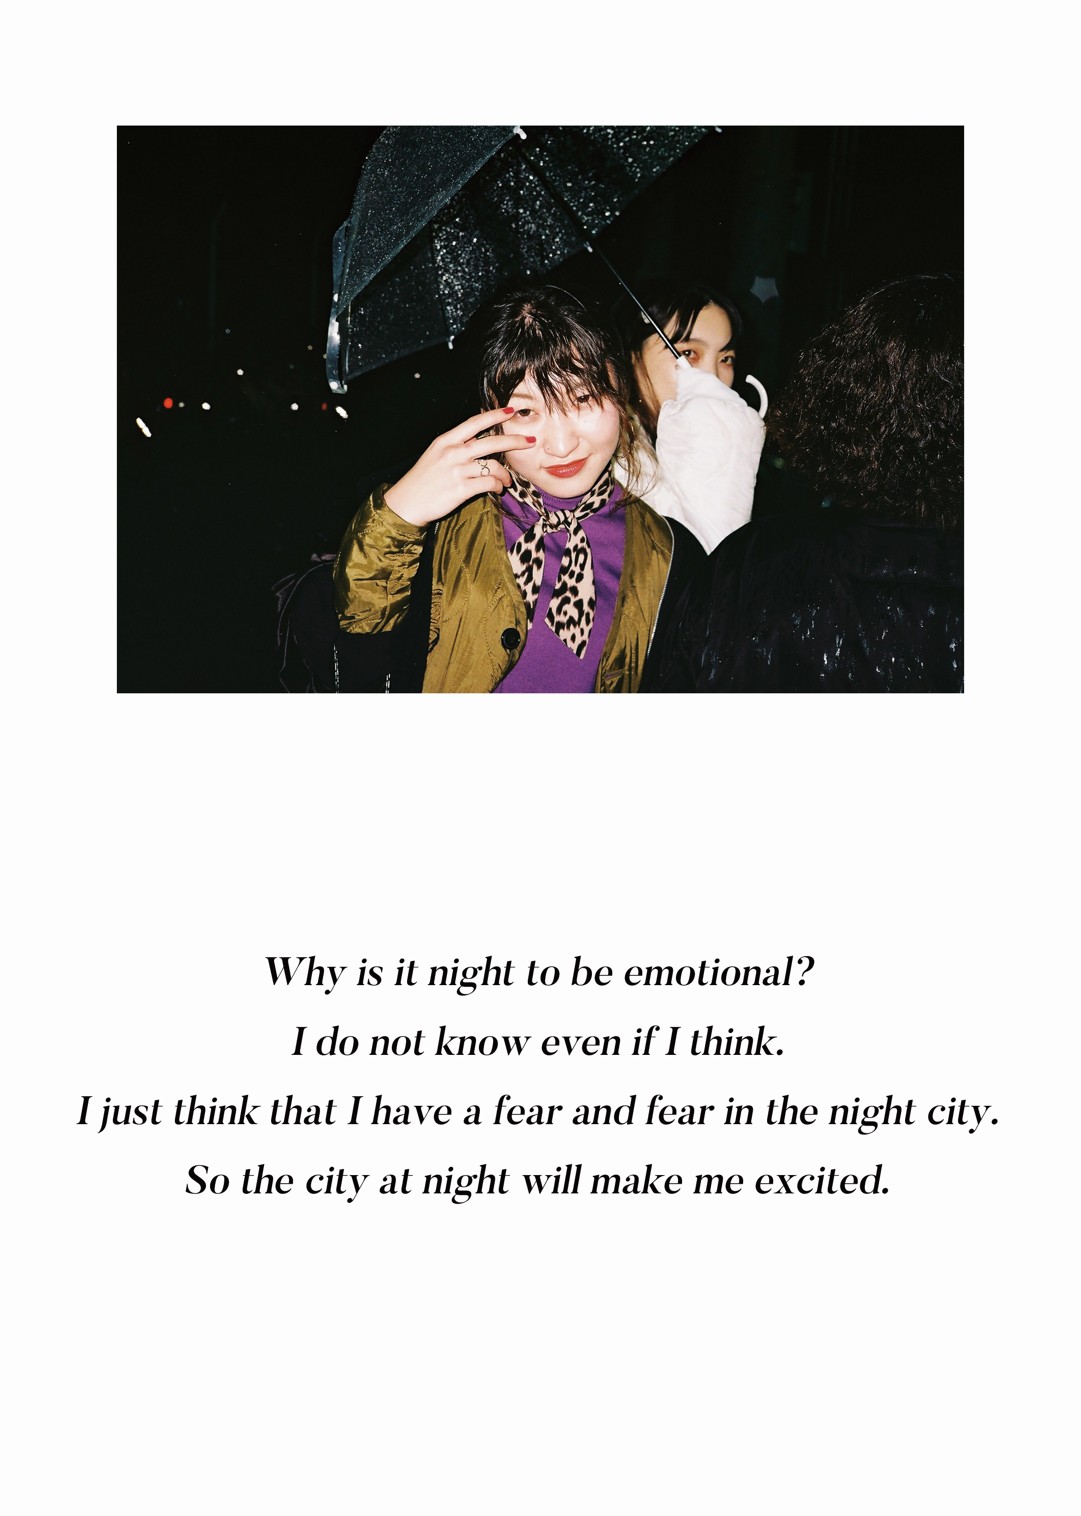 Why is it night to be emotional?
I do not know even if I think.
I just think that I have a fear and fear in the night city.
So the city at night will make me excited.